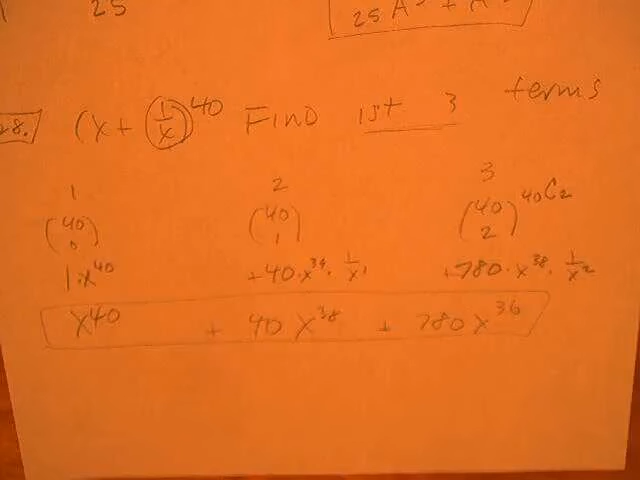 25
25 A
28. (x + 1/x)^40 Find 1st 3 terms
1 2 3
(40 0) (40 1) (40 2) 40C2
1·x^40 +40·x^39·1/x^1 +780·x^38·1/x^2
x^40 + 40x^38 + 780x^36